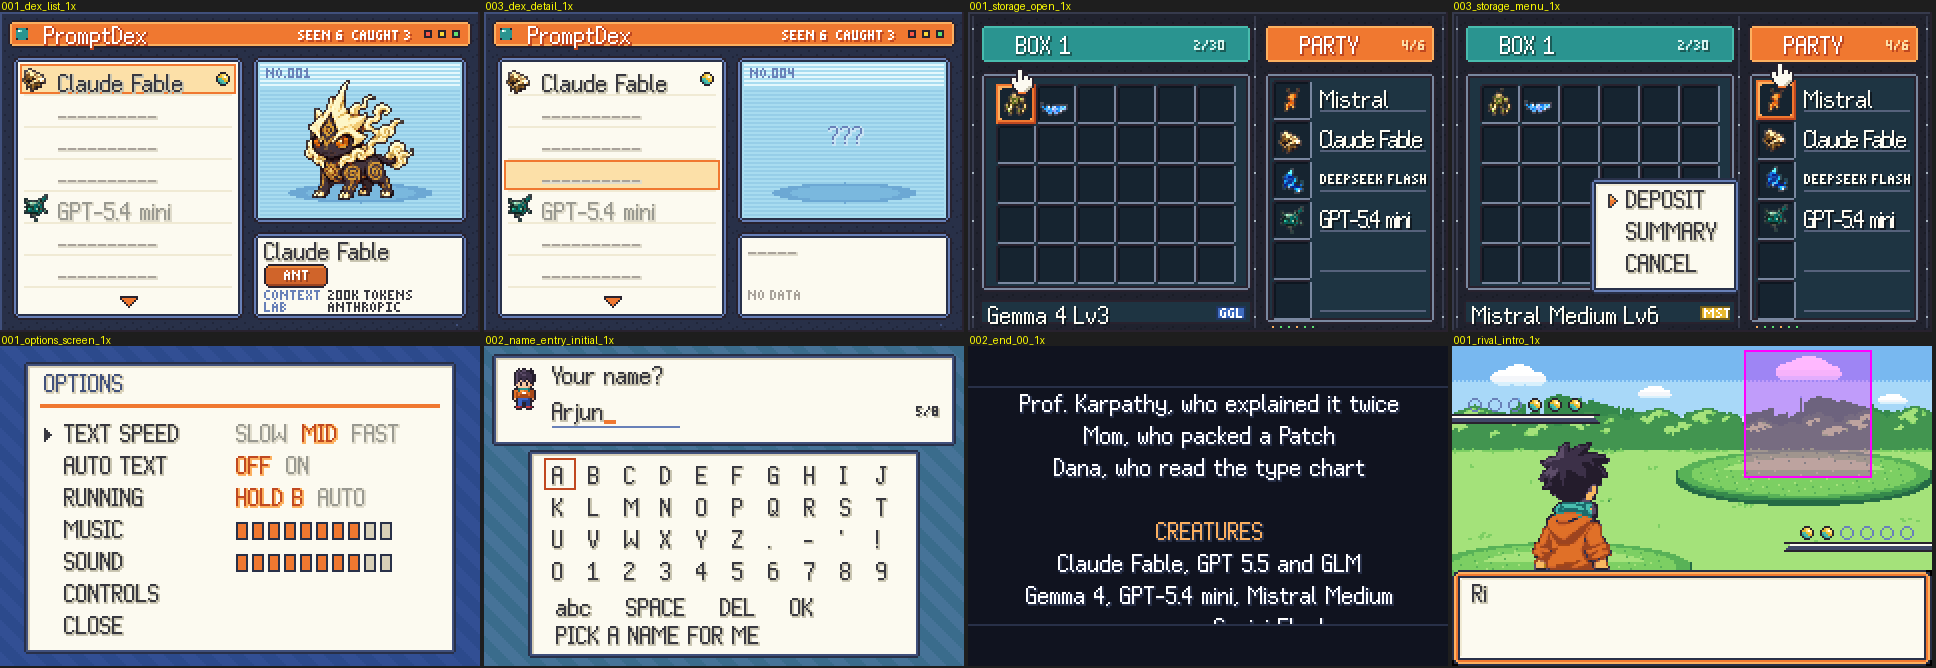 001_dex_list_1x
PromptDex
SEEN 6 CAUGHT 3
Claude Fable
GPT-5.4 mini
NO.001
Claude Fable
ANT
CONTEXT 200K TOKENS
LAB ANTHROPIC
003_dex_detail_1x
PromptDex
SEEN 6 CAUGHT 3
Claude Fable
GPT-5.4 mini
NO.004
???
NO DATA
001_storage_open_1x
BOX 1
2/30
PARTY
4/6
Mistral
Claude Fable
DEEPSEEK FLASH
GPT-5.4 mini
Gemma 4 Lv3
GGL
003_storage_menu_1x
BOX 1
2/30
PARTY
4/6
Mistral
Claude Fable
DEEPSEEK FLASH
GPT-5.4 mini
DEPOSIT
SUMMARY
CANCEL
Mistral Medium Lv6
MST
001_options_screen_1x
OPTIONS
TEXT SPEED SLOW MID FAST
AUTO TEXT OFF ON
RUNNING HOLD B AUTO
MUSIC
SOUND
CONTROLS
CLOSE
002_name_entry_initial_1x
Your name?
Arjun_
5/8
A B C D E F G H I J
K L M N O P Q R S T
U V W X Y Z . - ' !
0 1 2 3 4 5 6 7 8 9
abc SPACE DEL OK
PICK A NAME FOR ME
002_end_00_1x
Prof. Karpathy, who explained it twice
Mom, who packed a Patch
Dana, who read the type chart
CREATURES
Claude Fable, GPT 5.5 and GLM
Gemma 4, GPT-5.4 mini, Mistral Medium
001_rival_intro_1x
Ri